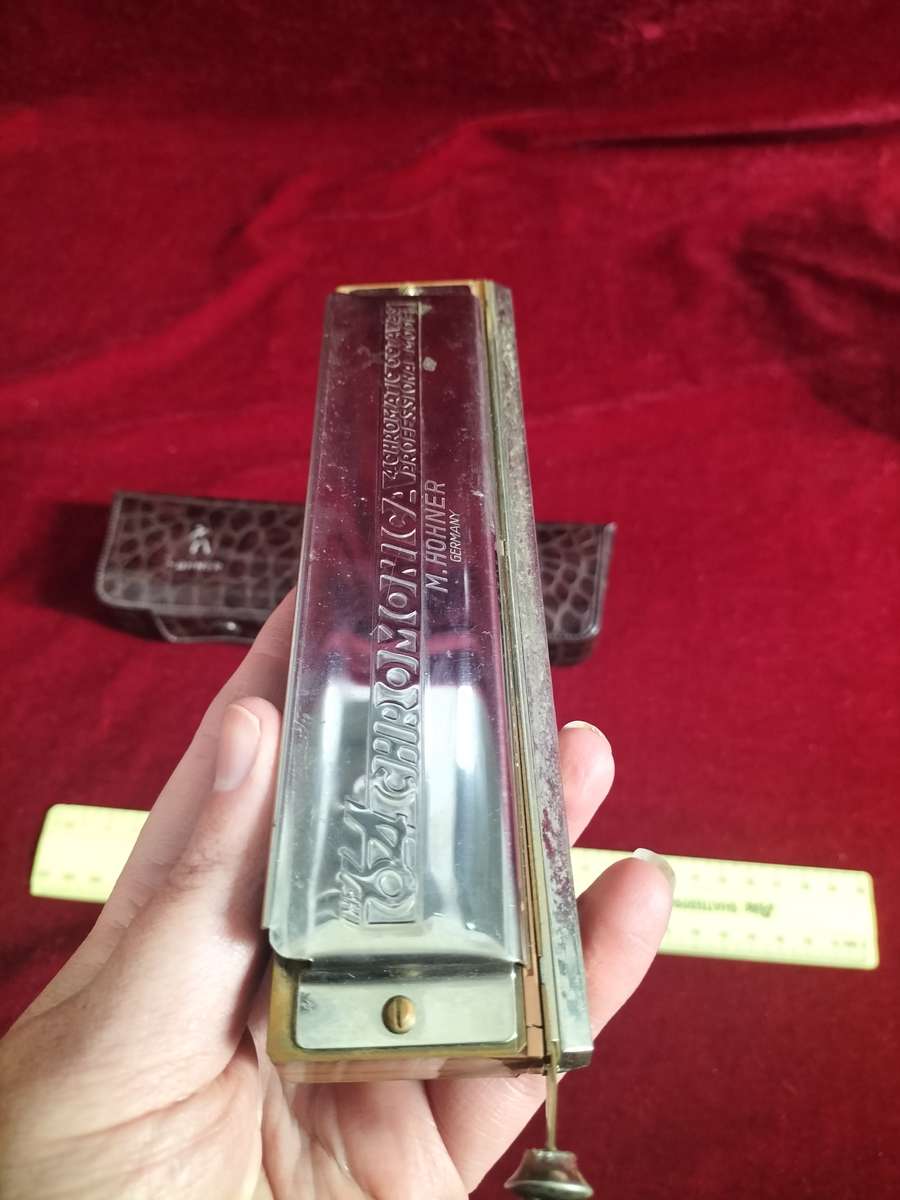 THE 64 CHROMONICA
4 CHROMATIC OCTAVES
PROFESSIONAL MODEL
M. HOHNER
GERMANY